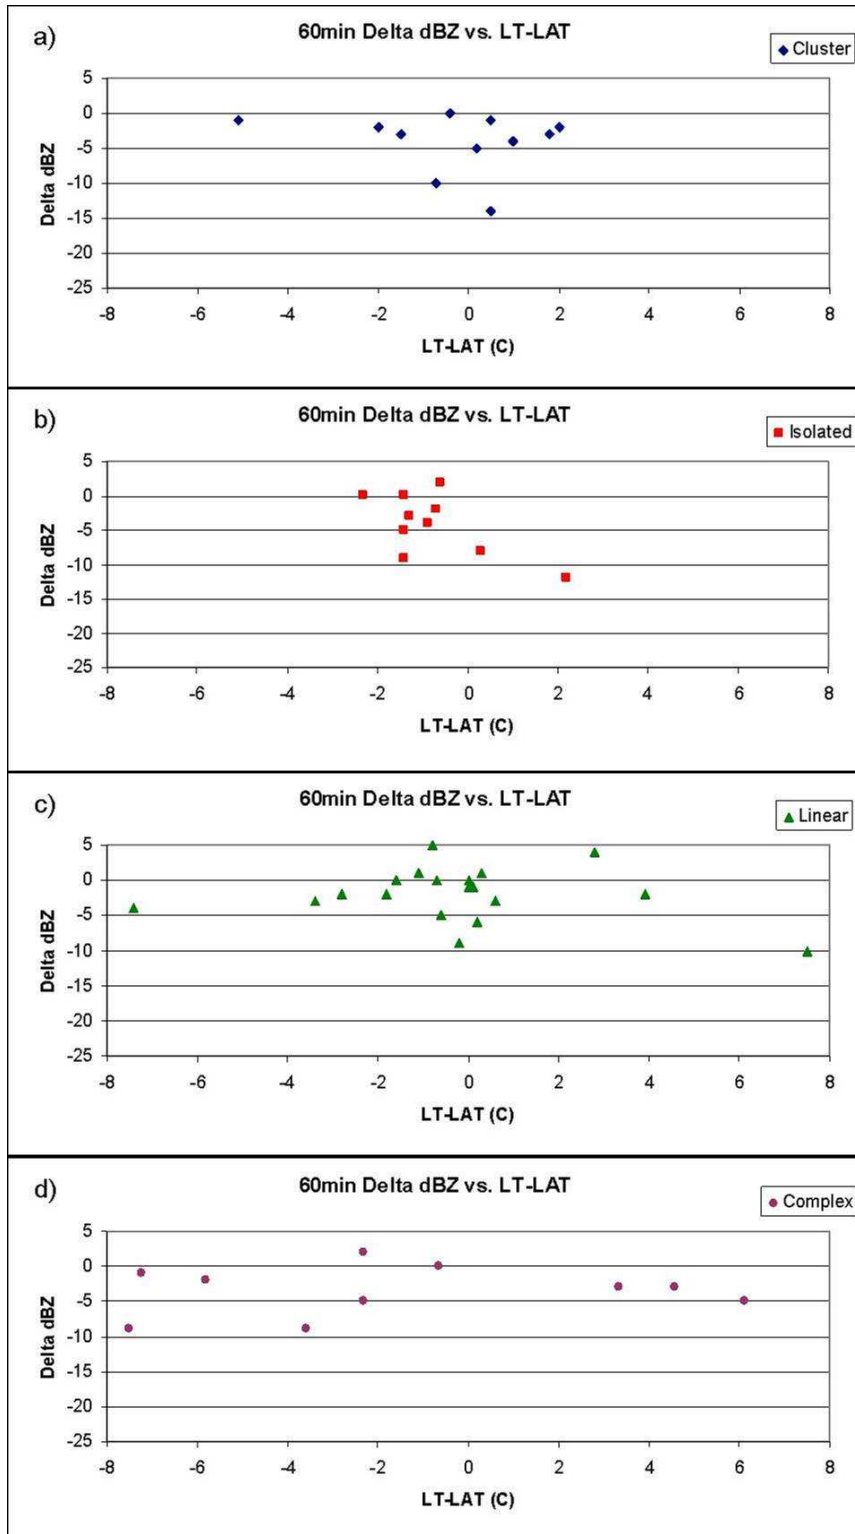 a)
60min Delta dBZ vs. LT-LAT
Cluster
Delta dBZ
5
0
-5
-10
-15
-20
-25
-8 -6 -4 -2 0 2 4 6 8
LT-LAT (C)
b)
60min Delta dBZ vs. LT-LAT
Isolated
Delta dBZ
5
0
-5
-10
-15
-20
-25
-8 -6 -4 -2 0 2 4 6 8
LT-LAT (C)
c)
60min Delta dBZ vs. LT-LAT
Linear
Delta dBZ
5
0
-5
-10
-15
-20
-25
-8 -6 -4 -2 0 2 4 6 8
LT-LAT (C)
d)
60min Delta dBZ vs. LT-LAT
Complex
Delta dBZ
5
0
-5
-10
-15
-20
-25
-8 -6 -4 -2 0 2 4 6 8
LT-LAT (C)